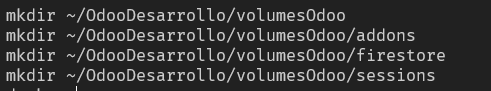 mkdir ~/OdooDesarrollo/volumesOdoo
mkdir ~/OdooDesarrollo/volumesOdoo/addons
mkdir ~/OdooDesarrollo/volumesOdoo/firestore
mkdir ~/OdooDesarrollo/volumesOdoo/sessions